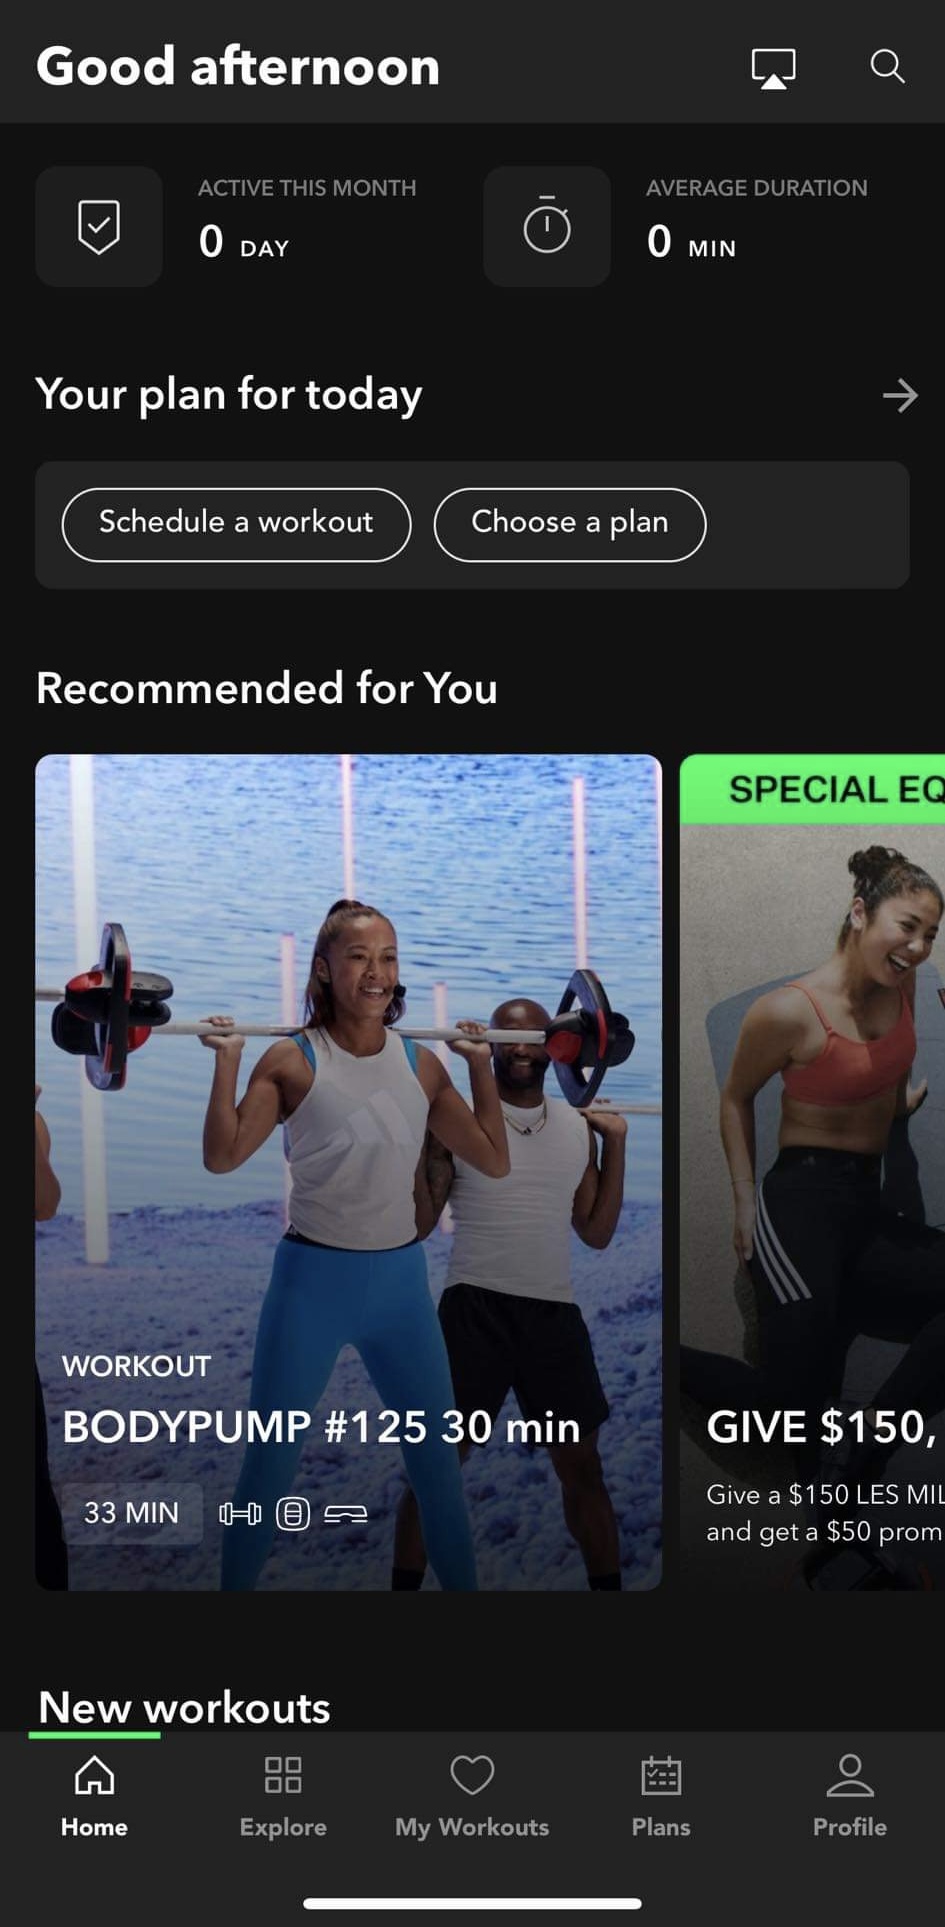 Good afternoon
ACTIVE THIS MONTH
0 DAY
AVERAGE DURATION
0 MIN
Your plan for today
Schedule a workout
Choose a plan
Recommended for You
WORKOUT
BODYPUMP #125 30 min
33 MIN
SPECIAL EQ
GIVE $150,
Give a $150 LES MIL
and get a $50 prom
New workouts
Home
Explore
My Workouts
Plans
Profile